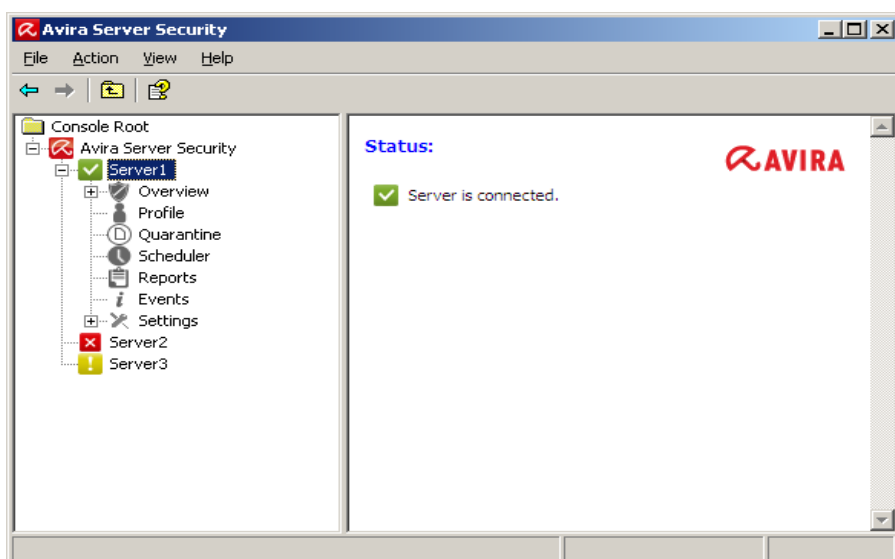 Avira Server Security
File Action View Help
Console Root
Avira Server Security
Server1
Overview
Profile
Quarantine
Scheduler
Reports
Events
Settings
Server2
Server3
Status:
AVIRA
Server is connected.